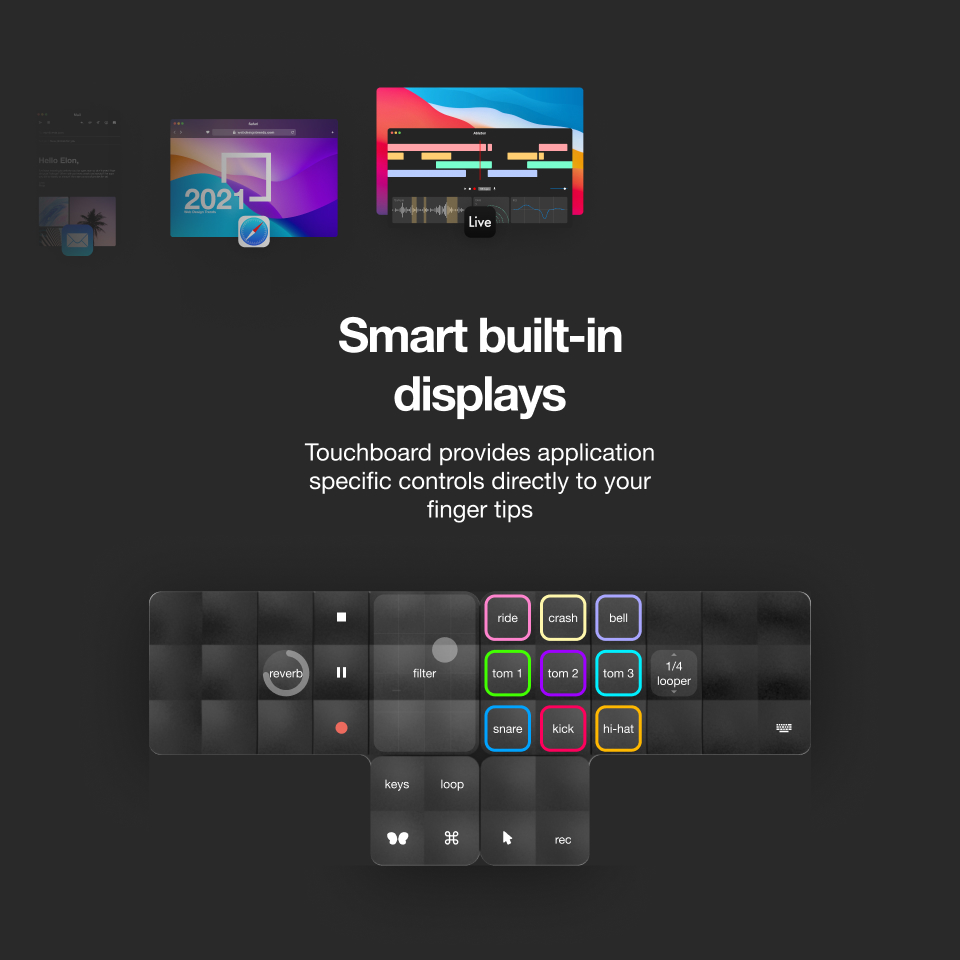 Hello Elon,
2021
Live
Smart built-in
displays
Touchboard provides application
specific controls directly to your
finger tips
ride
crash
bell
reverb
filter
tom 1
tom 2
tom 3
1/4
looper
snare
kick
hi-hat
keys
loop
rec